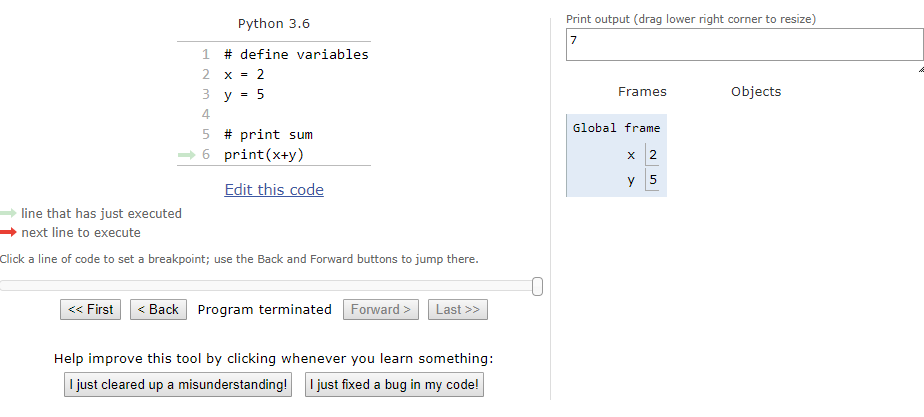 Python 3.6
1 # define variables
2 x = 2
3 y = 5
4
5 # print sum
6 print(x+y)
Edit this code
line that has just executed
next line to execute
Click a line of code to set a breakpoint; use the Back and Forward buttons to jump there.
<< First < Back Program terminated Forward > Last >>
Help improve this tool by clicking whenever you learn something:
I just cleared up a misunderstanding! I just fixed a bug in my code!
Print output (drag lower right corner to resize)
7
Frames Objects
Global frame
x 2
y 5